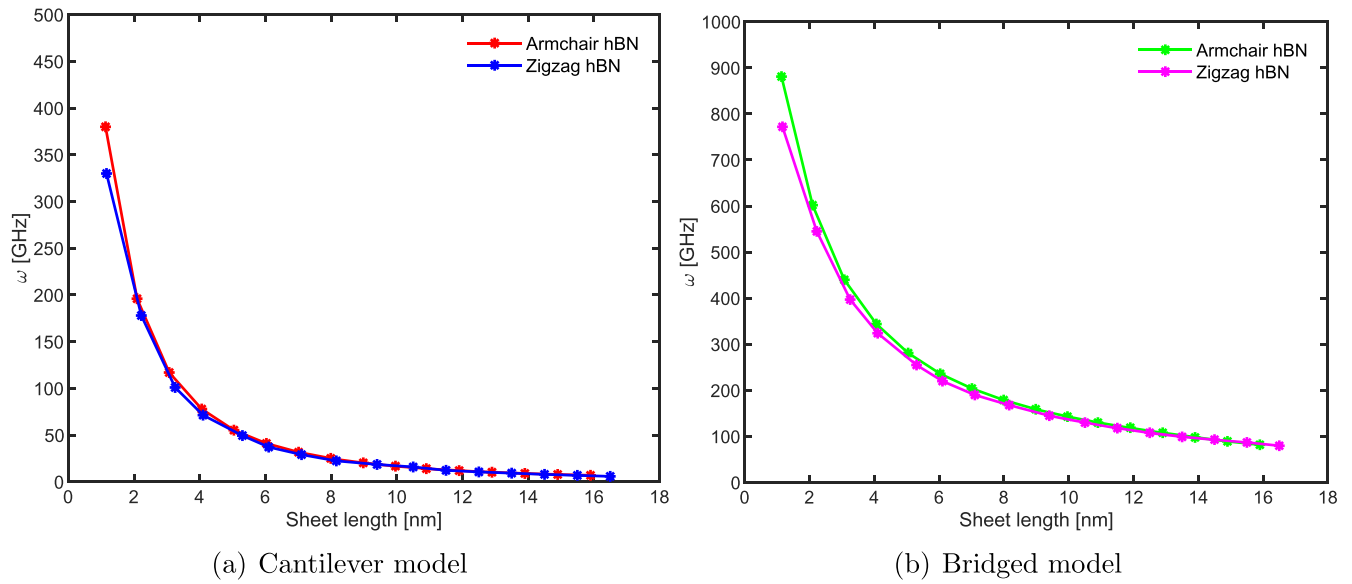 500
450
400
350
300
250
200
150
100
50
0
ω [GHz]
Armchair hBN
Zigzag hBN
0 2 4 6 8 10 12 14 16 18
Sheet length [nm]
(a) Cantilever model
1000
900
800
700
600
500
400
300
200
100
0
ω [GHz]
Armchair hBN
Zigzag hBN
0 2 4 6 8 10 12 14 16 18
Sheet length [nm]
(b) Bridged model